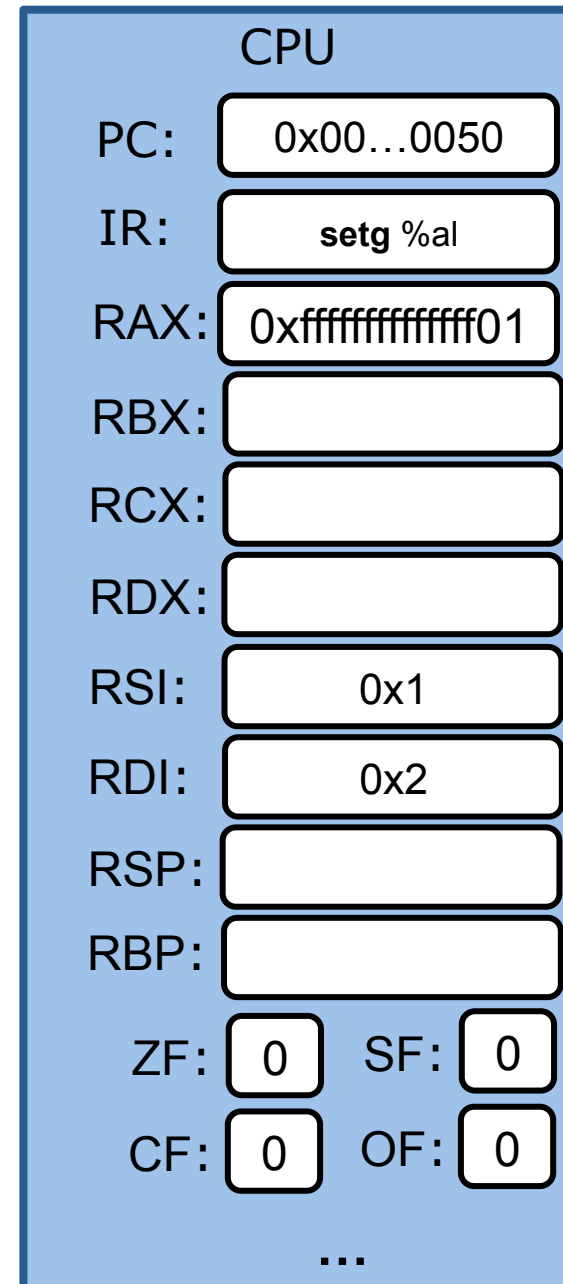 CPU
PC: 0x00…0050
IR: setg %al
RAX: 0xffffffffffffff01
RBX:
RCX:
RDX:
RSI: 0x1
RDI: 0x2
RSP:
RBP:
ZF: 0 SF: 0
CF: 0 OF: 0
…